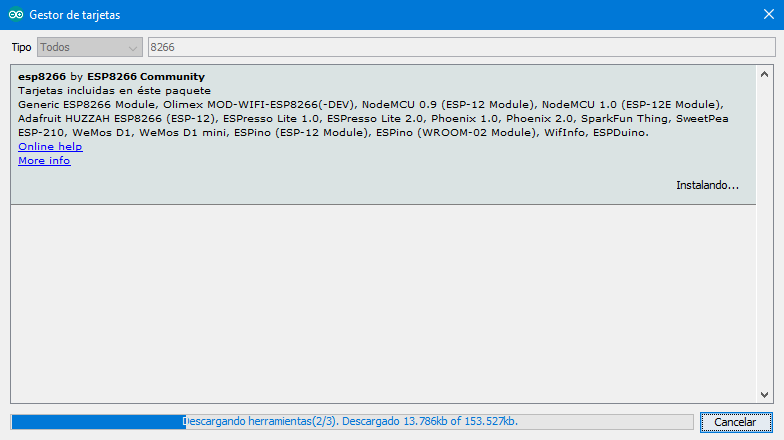 Gestor de tarjetas
Tipo Todos 8266
esp8266 by ESP8266 Community
Tarjetas incluidas en éste paquete
Generic ESP8266 Module, Olimex MOD-WIFI-ESP8266(-DEV), NodeMCU 0.9 (ESP-12 Module), NodeMCU 1.0 (ESP-12E Module),
Adafruit HUZZAH ESP8266 (ESP-12), ESPresso Lite 1.0, ESPresso Lite 2.0, Phoenix 1.0, Phoenix 2.0, SparkFun Thing, SweetPea
ESP-210, WeMos D1, WeMos D1 mini, ESPino (ESP-12 Module), ESPino (WROOM-02 Module), WifInfo, ESPDuino.
Online help
More info
Instalando...
Descargando herramientas(2/3). Descargado 13.786kb of 153.527kb.
Cancelar